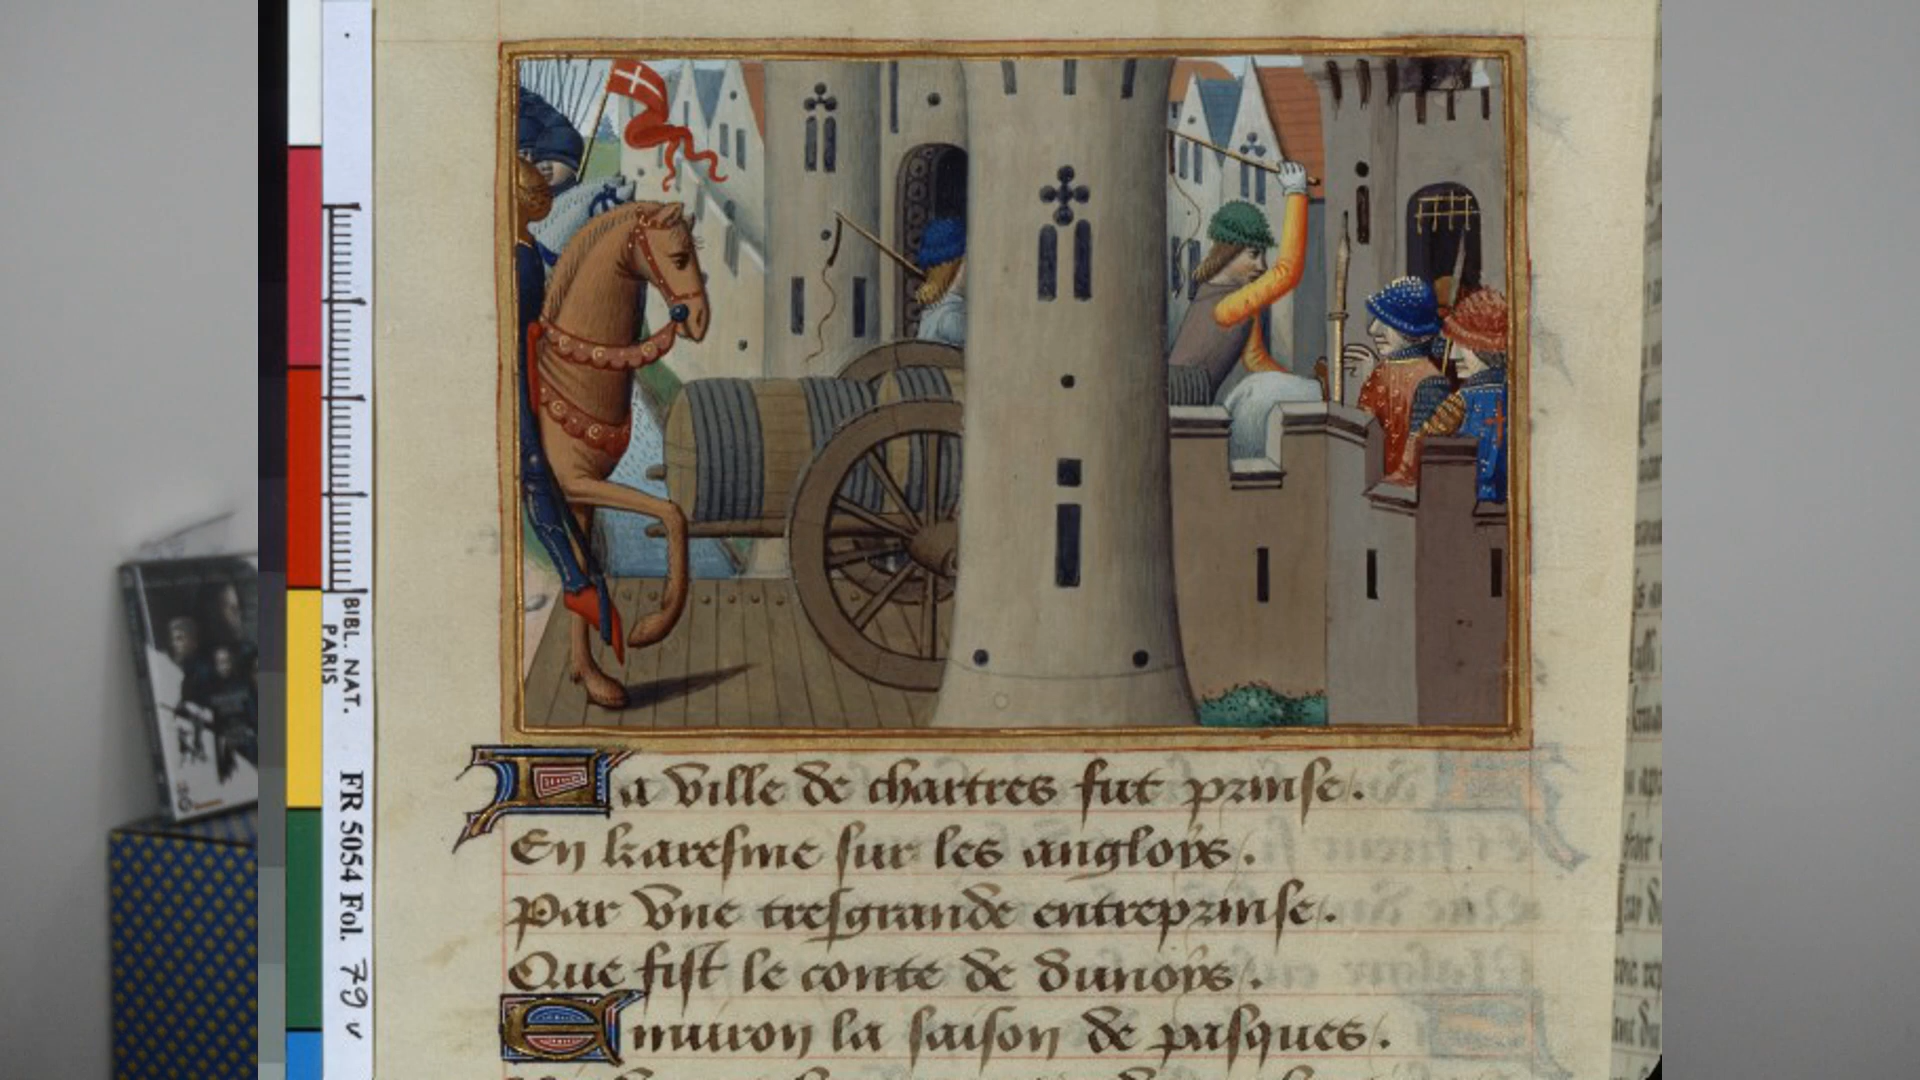 La ville de chartres fut prinse.
En karesme sur les angloys.
Par vne tresgrande entreprinse.
Que fist le conte de dunoys.
Enuiron la saison de pasques.
BIBL. NAT.
PARIS
FR 5054 Fol. 79 v